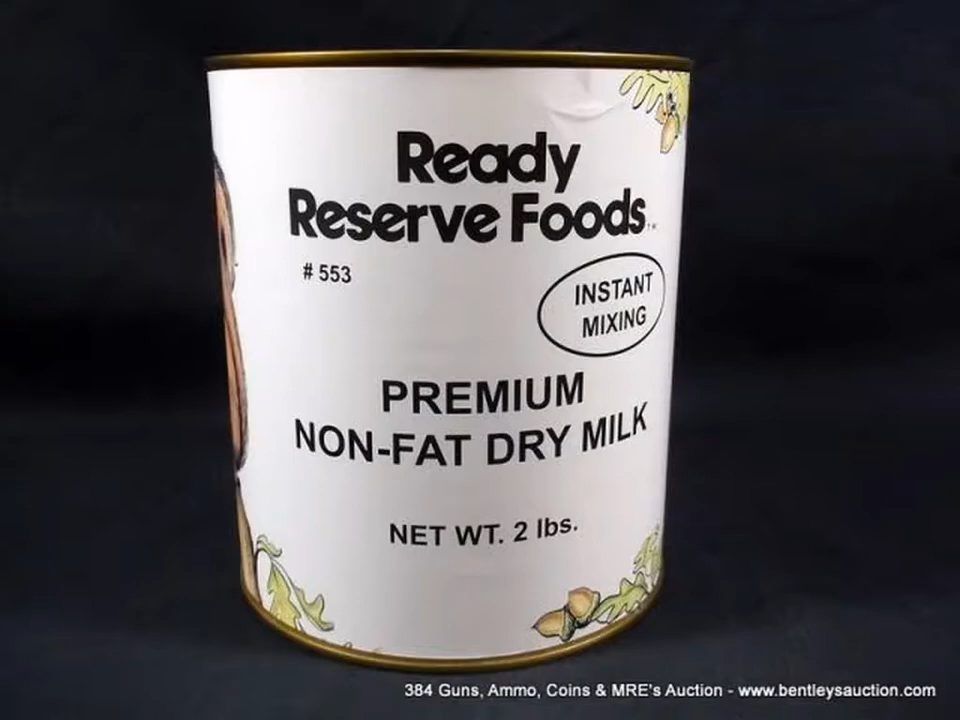 Ready
Reserve Foods™
# 553
INSTANT
MIXING
PREMIUM
NON-FAT DRY MILK
NET WT. 2 lbs.
384 Guns, Ammo, Coins & MRE's Auction - www.bentleysauction.com